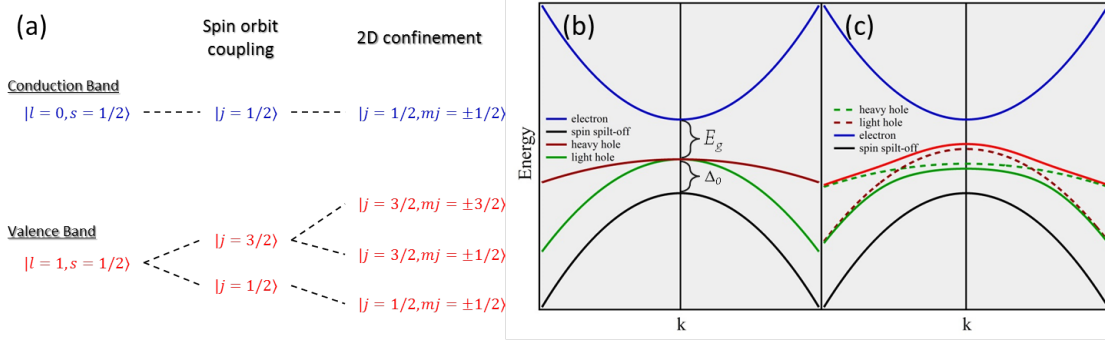 (a)
Spin orbit
coupling
2D confinement
Conduction Band
|l = 0, s = 1/2⟩
|j = 1/2⟩
|j = 1/2, mj = ±1/2⟩
|j = 3/2, mj = ±3/2⟩
Valence Band
|j = 3/2⟩
|j = 3/2, mj = ±1/2⟩
|l = 1, s = 1/2⟩
|j = 1/2⟩
|j = 1/2, mj = ±1/2⟩
(b)
Energy
electron
spin spilt-off
heavy hole
light hole
E_g
Δ_0
k
(c)
heavy hole
light hole
electron
spin spilt-off
k